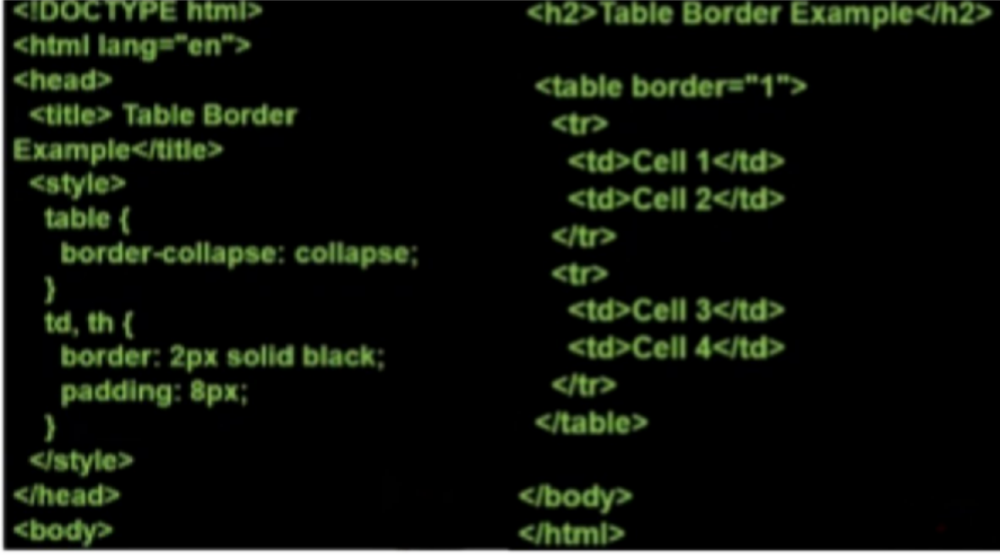 <!DOCTYPE html>
<html lang="en">
<head>
<title> Table Border
Example</title>
<style>
table {
border-collapse: collapse;
}
td, th {
border: 2px solid black;
padding: 8px;
}
</style>
</head>
<body>
<h2>Table Border Example</h2>
<table border="1">
<tr>
<td>Cell 1</td>
<td>Cell 2</td>
</tr>
<tr>
<td>Cell 3</td>
<td>Cell 4</td>
</tr>
</table>
</body>
</html>